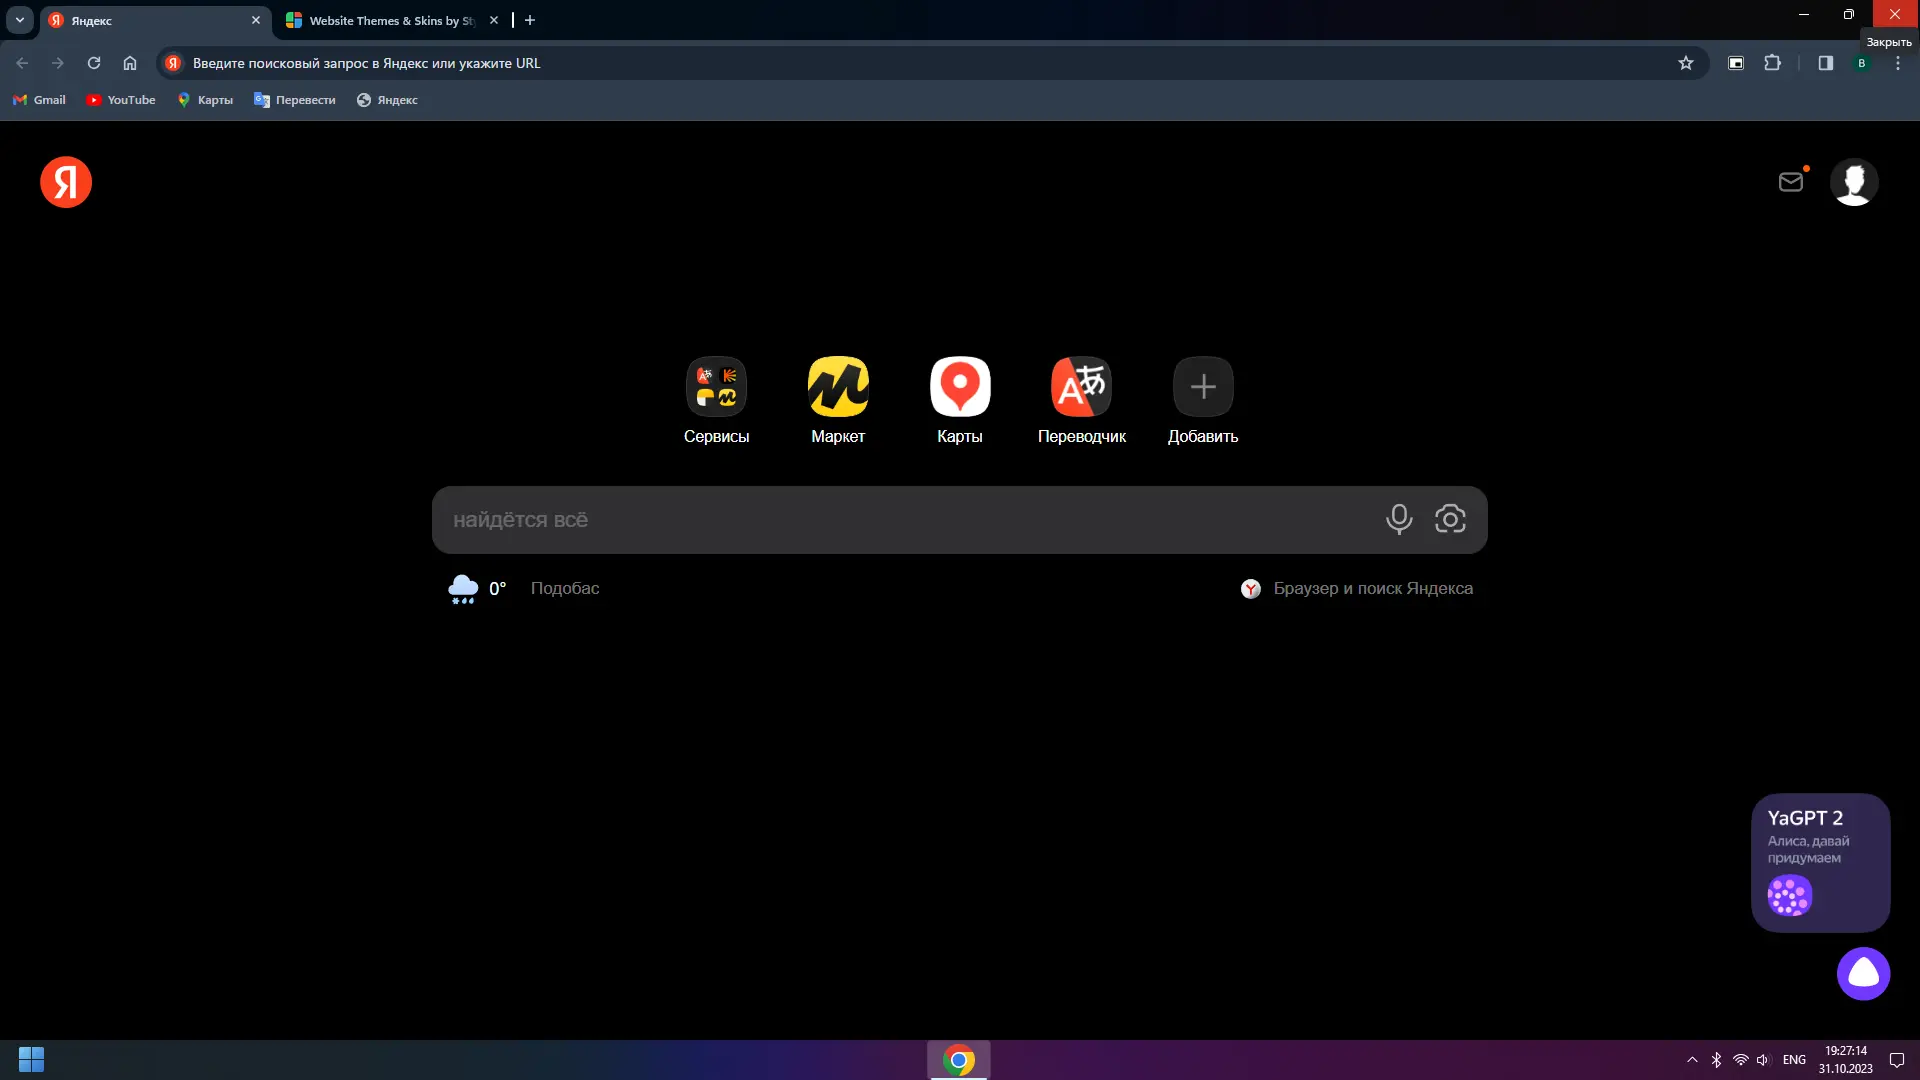 Яндекс
Website Themes & Skins by St
Закрыть
Введите поисковый запрос в Яндекс или укажите URL
B
Gmail
YouTube
Карты
Перевести
Яндекс
Я
Сервисы
Маркет
Карты
Переводчик
Добавить
найдётся всё
0°
Подобас
Браузер и поиск Яндекса
YaGPT 2
Алиса, давай
придумаем
ENG
19:27:14
31.10.2023